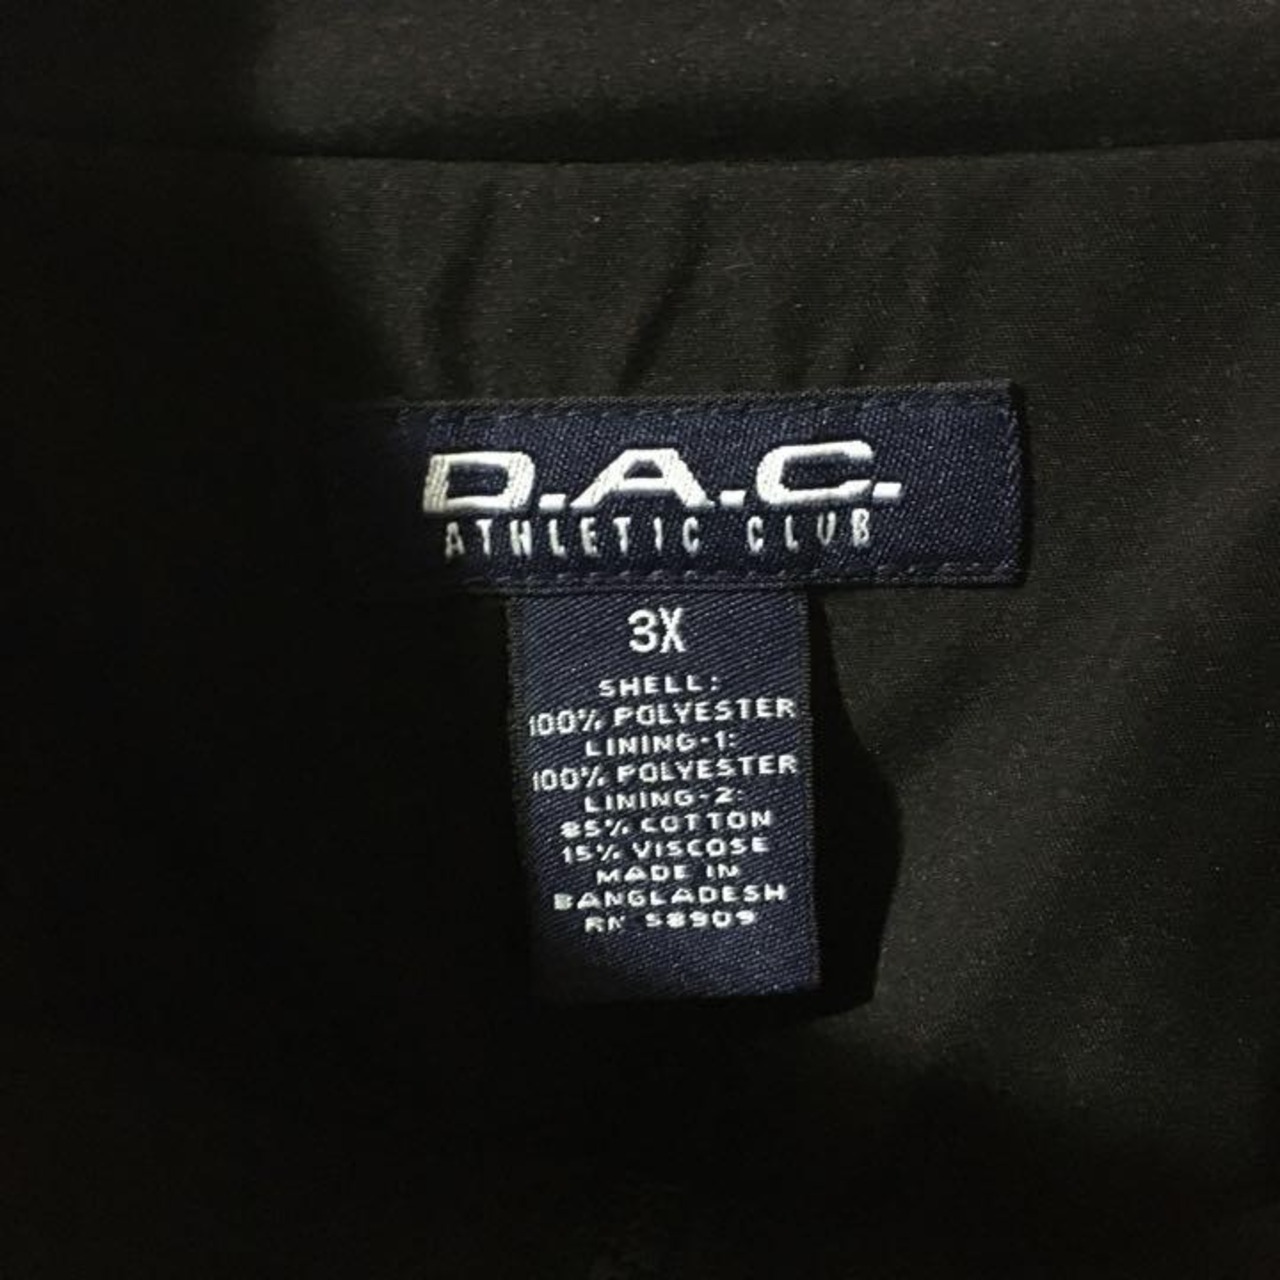 D.A.C.
ATHLETIC CLUB
3X
SHELL:
100% POLYESTER
LINING-1:
100% POLYESTER
LINING-2:
85% COTTON
15% VISCOSE
MADE IN
BANGLADESH
RN 58909